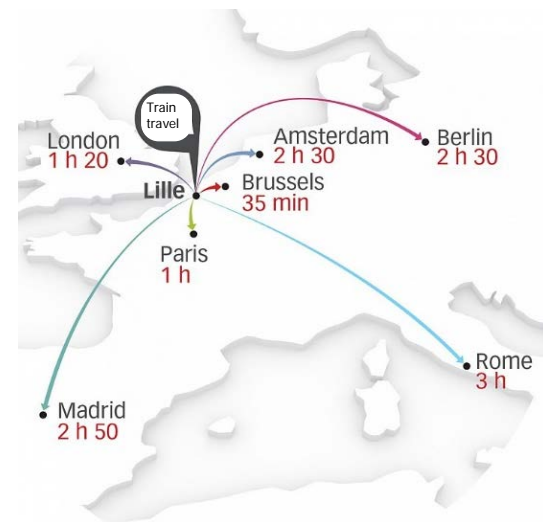 Train
travel
London
1 h 20
Amsterdam
2 h 30
Berlin
2 h 30
Lille
Brussels
35 min
Paris
1 h
Rome
3 h
Madrid
2 h 50